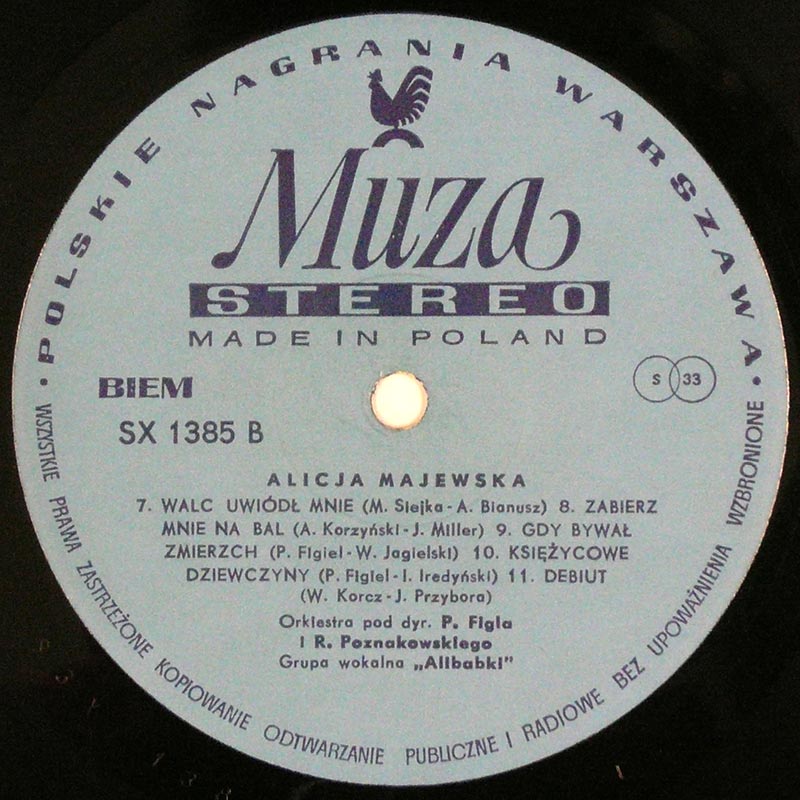 • POLSKIE NAGRANIA WARSZAWA •
Muza
STEREO
MADE IN POLAND
BIEM
S 33
SX 1385 B
ALICJA MAJEWSKA
7. WALC UWIÓDŁ MNIE (M. Siejka - A. Bianusz) 8. ZABIERZ
MNIE NA BAL (A. Korzyński - J. Miller) 9. GDY BYWAŁ
ZMIERZCH (P. Figiel - W. Jagielski) 10. KSIĘŻYCOWE
DZIEWCZYNY (P. Figiel - I. Iredyński) 11. DEBIUT
(W. Korcz - J. Przybora)
Orkiestra pod dyr. P. Figla
i R. Poznakowskiego
Grupa wokalna „Alibabki"
WSZYSTKIE PRAWA ZASTRZEŻONE KOPIOWANIE ODTWARZANIE PUBLICZNE I RADIOWE BEZ UPOWAŻNIENIA WZBRONIONE